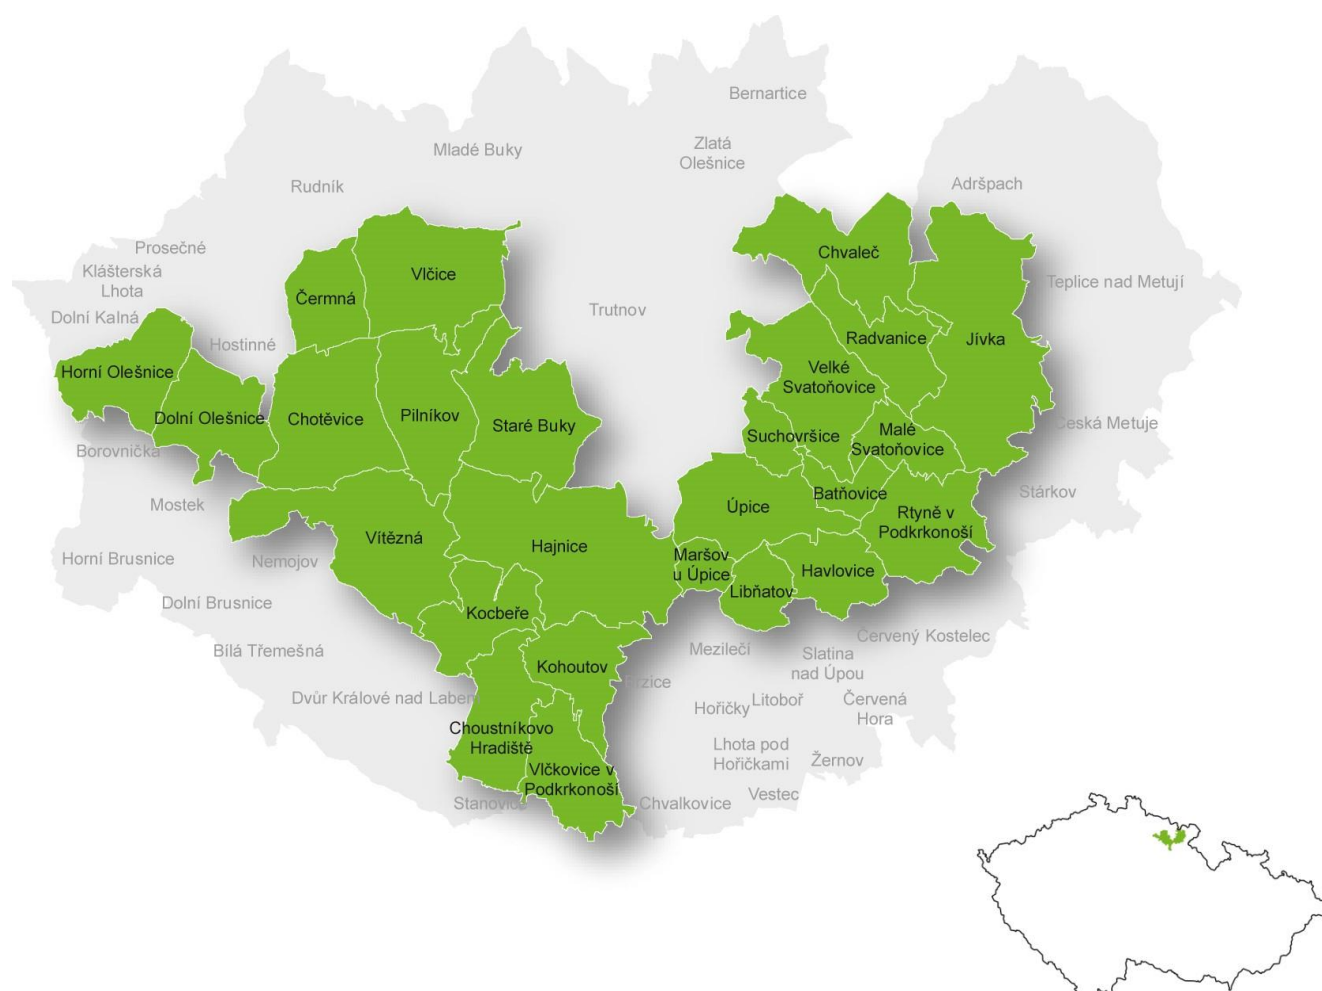 Bernartice
Mladé Buky
Zlatá
Olešnice
Rudník
Adršpach
Prosečné
Chvaleč
Klášterská
Lhota
Vlčice
Teplice nad Metují
Čermná
Dolní Kalná
Trutnov
Hostinné
Radvanice
Jívka
Horní Olešnice
Velké
Svatoňovice
Dolní Olešnice
Chotěvice
Pilníkov
Staré Buky
Česká Metuje
Suchovršice
Malé
Svatoňovice
Borovnička
Mostek
Batňovice
Stárkov
Úpice
Rtyně v
Podkrkonoší
Vítězná
Hajnice
Horní Brusnice
Nemojov
Maršov
u Úpice
Havlovice
Libňatov
Dolní Brusnice
Kocbeře
Červený Kostelec
Bílá Třemešná
Mezilečí
Slatina
nad Úpou
Kohoutov
Brzice
Dvůr Králové nad Labem
Litoboř
Hořičky
Červená
Hora
Choustníkovo
Hradiště
Lhota pod
Hořičkami
Žernov
Vlčkovice v
Podkrkonoší
Vestec
Stanovice
Chvalkovice